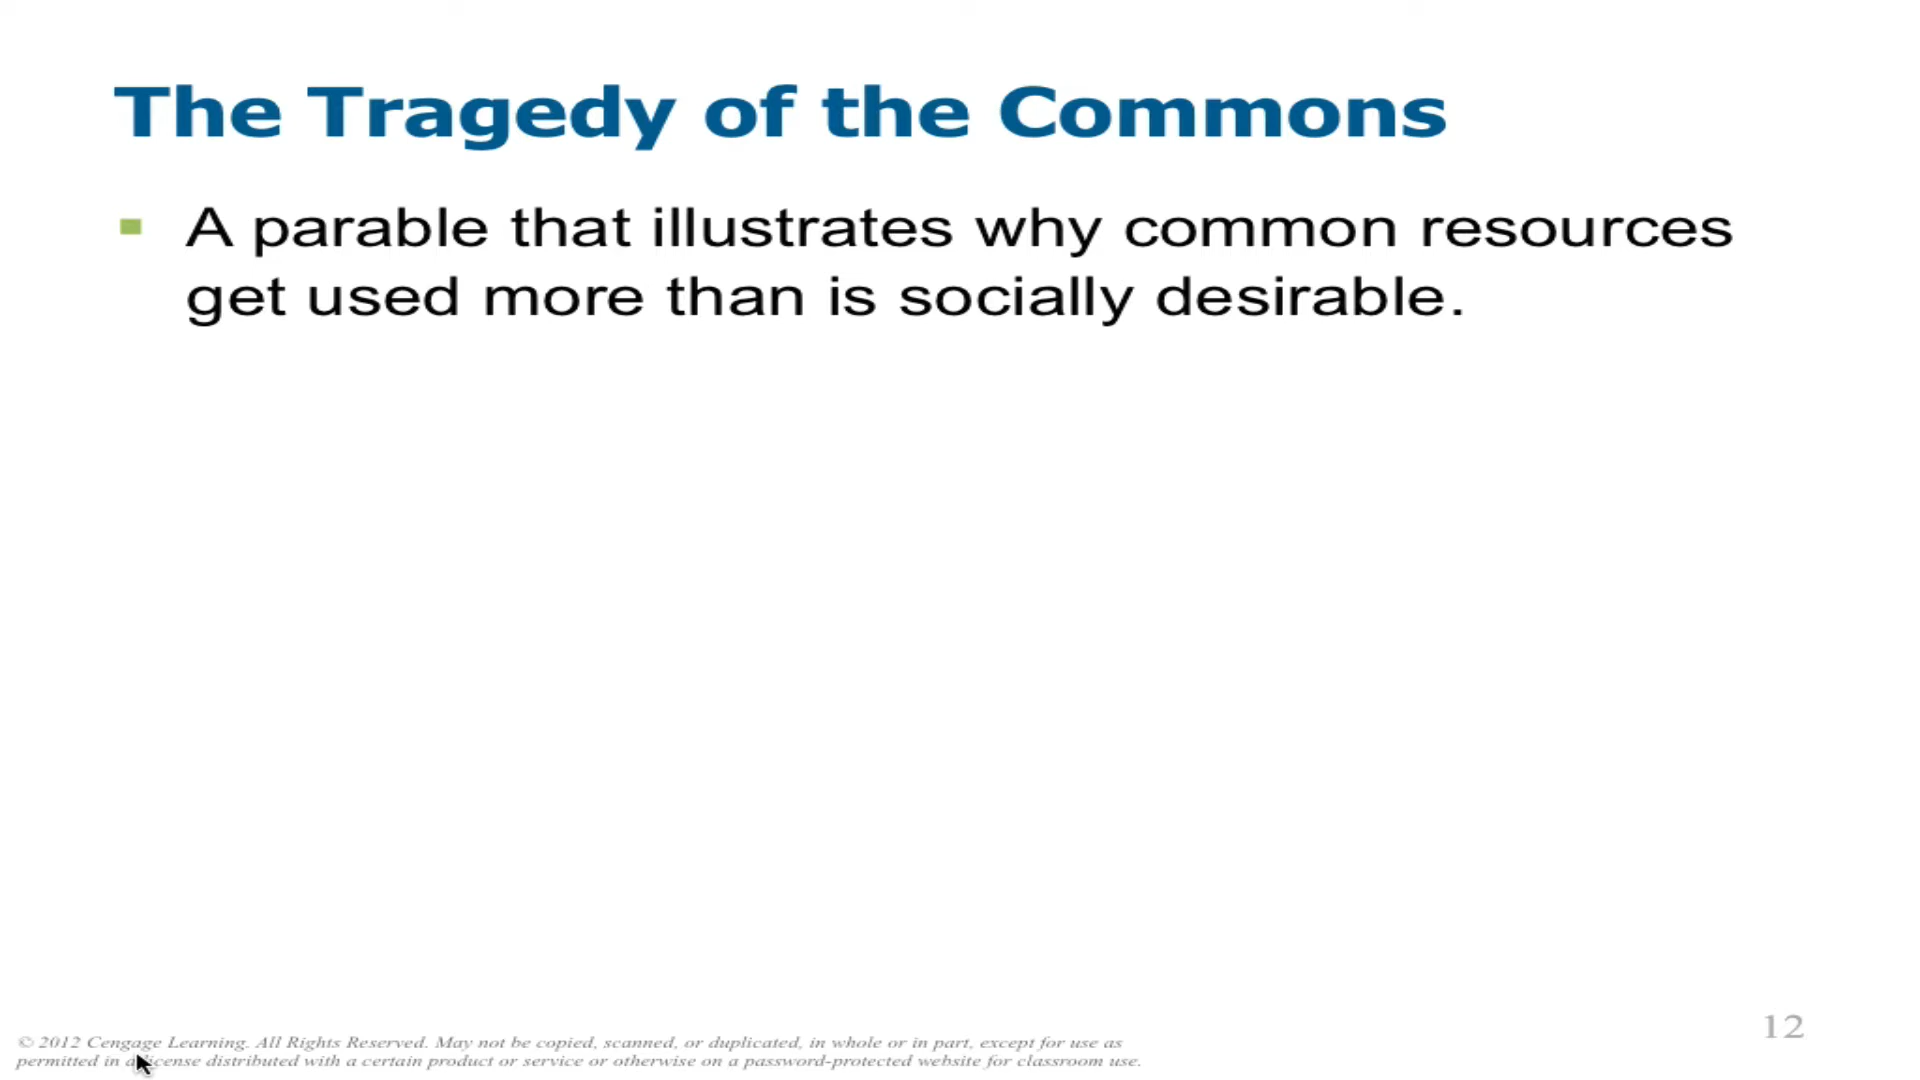 The Tragedy of the Commons
A parable that illustrates why common resources
get used more than is socially desirable.
12
© 2012 Cengage Learning. All Rights Reserved. May not be copied, scanned, or duplicated, in whole or in part, except for use as
permitted in a license distributed with a certain product or service or otherwise on a password-protected website for classroom use.